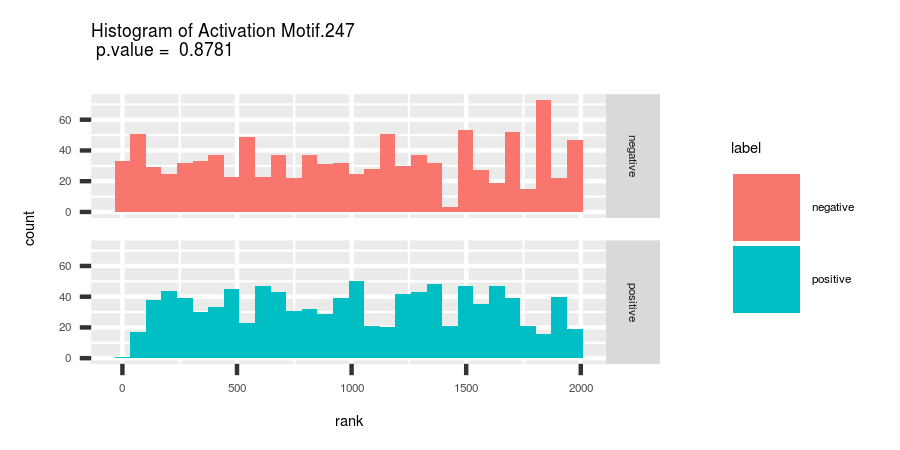 Histogram of Activation Motif.247
p.value =  0.8781
count
60
40
20
0
negative
60
40
20
0
positive
0 500 1000 1500 2000
rank
label
negative
positive